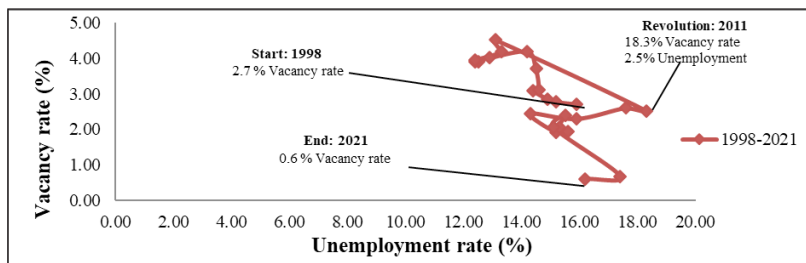 5.00
4.00
3.00
2.00
1.00
0.00
Vacancy rate (%)
Start: 1998
2.7 % Vacancy rate
Revolution: 2011
18.3% Vacancy rate
2.5% Unemployment
End: 2021
0.6 % Vacancy rate
1998-2021
0.00 2.00 4.00 6.00 8.00 10.00 12.00 14.00 16.00 18.00 20.00
Unemployment rate (%)